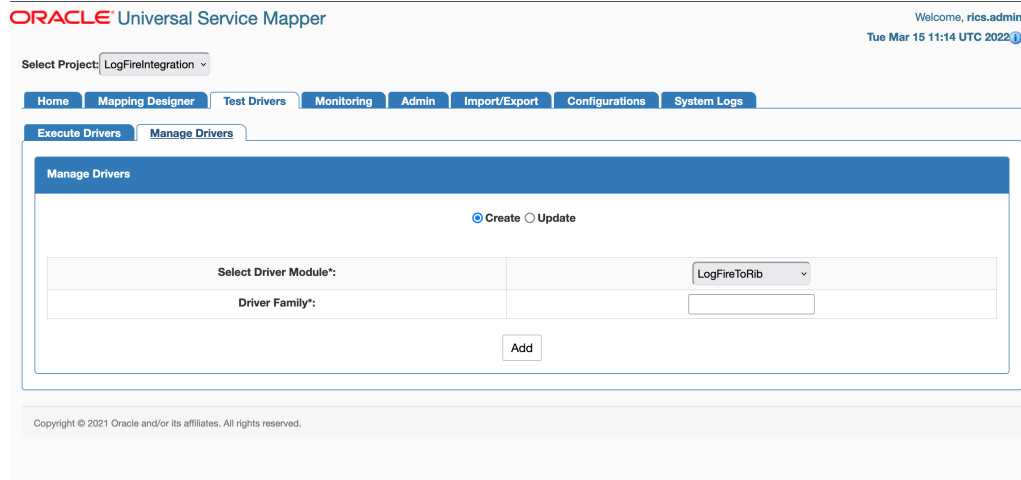 ORACLE Universal Service Mapper
Welcome, rics.admin
Tue Mar 15 11:14 UTC 2022
Select Project: LogFireIntegration
Home Mapping Designer Test Drivers Monitoring Admin Import/Export Configurations System Logs
Execute Drivers Manage Drivers
Manage Drivers
Create Update
Select Driver Module*: LogFireToRib
Driver Family*:
Add
Copyright © 2021 Oracle and/or its affiliates. All rights reserved.